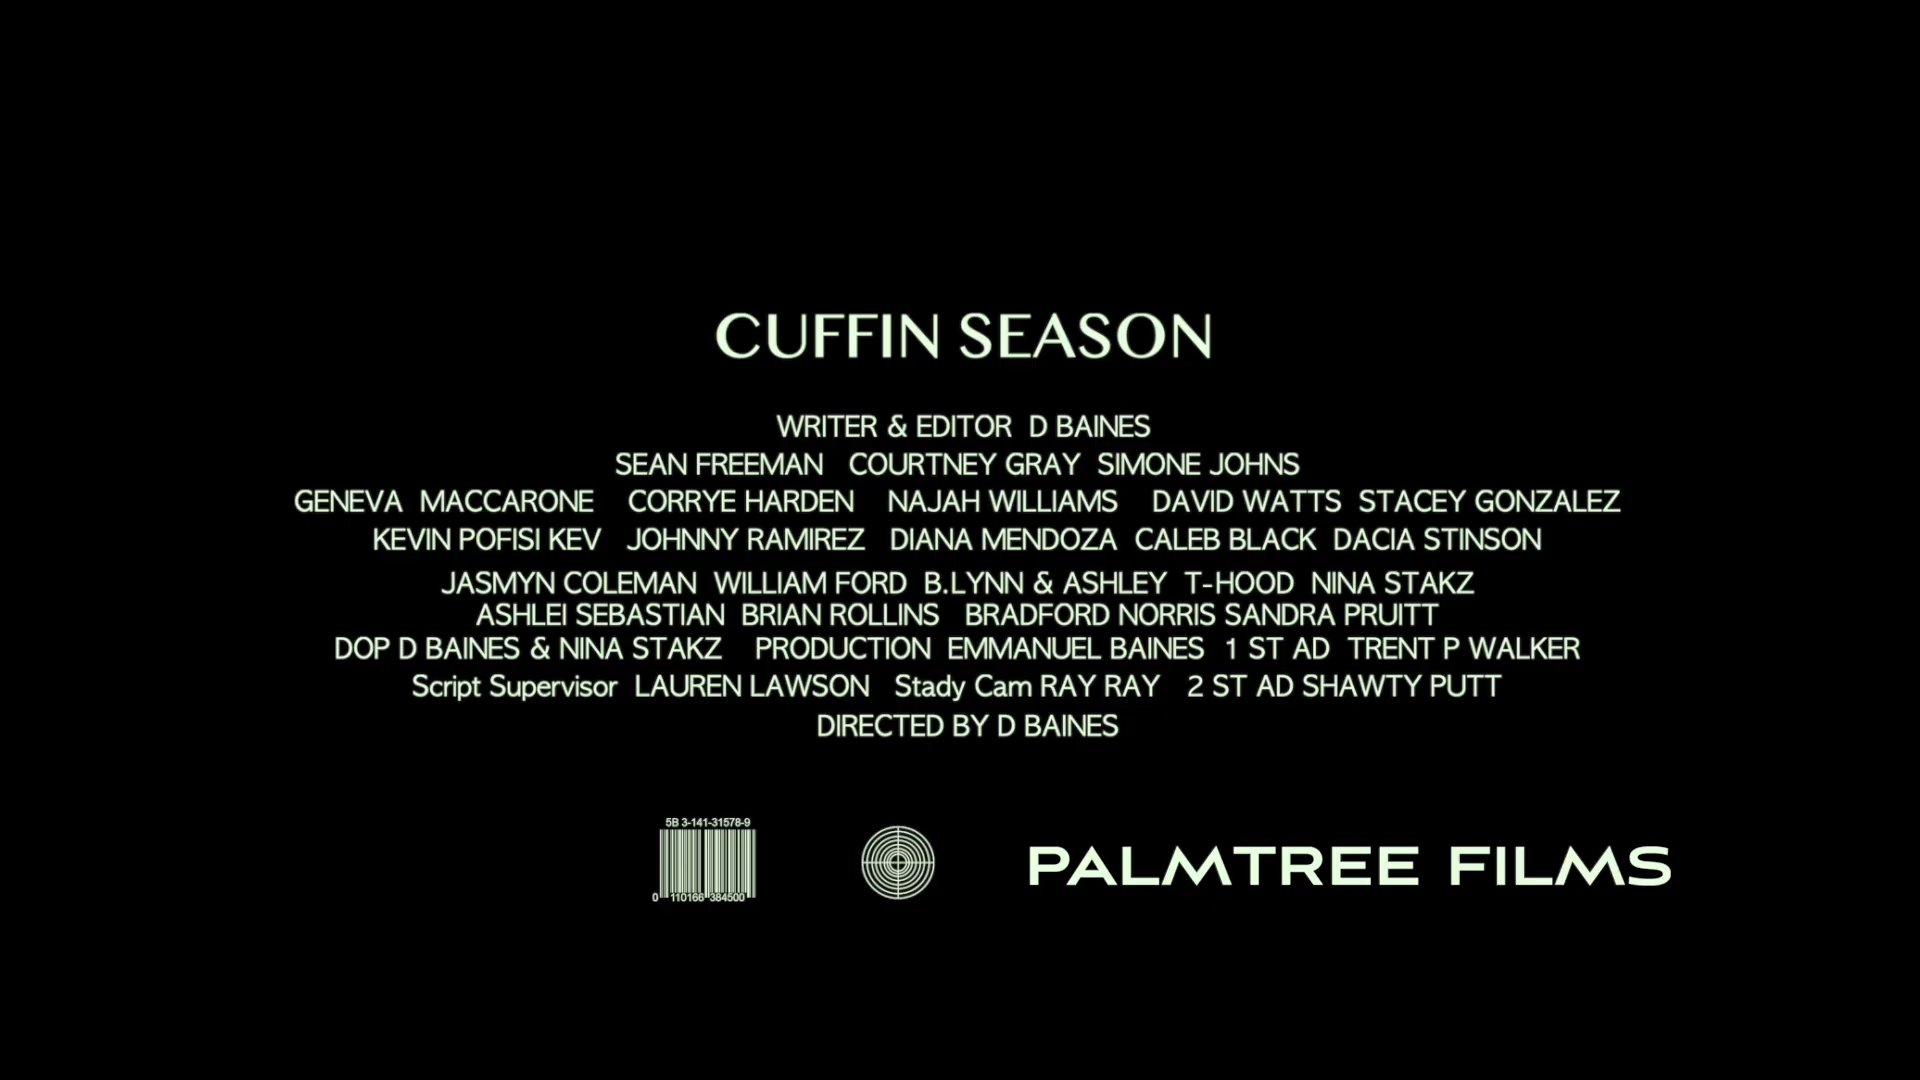 CUFFIN SEASON
WRITER & EDITOR D BAINES
SEAN FREEMAN COURTNEY GRAY SIMONE JOHNS
GENEVA MACCARONE CORRYE HARDEN NAJAH WILLIAMS DAVID WATTS STACEY GONZALEZ
KEVIN POFISI KEV JOHNNY RAMIREZ DIANA MENDOZA CALEB BLACK DACIA STINSON
JASMYN COLEMAN WILLIAM FORD B.LYNN & ASHLEY T-HOOD NINA STAKZ
ASHLEI SEBASTIAN BRIAN ROLLINS BRADFORD NORRIS SANDRA PRUITT
DOP D BAINES & NINA STAKZ PRODUCTION EMMANUEL BAINES 1 ST AD TRENT P WALKER
Script Supervisor LAUREN LAWSON Stady Cam RAY RAY 2 ST AD SHAWTY PUTT
DIRECTED BY D BAINES
5B 3-141-31578-9
0 110166 384500
PALMTREE FILMS